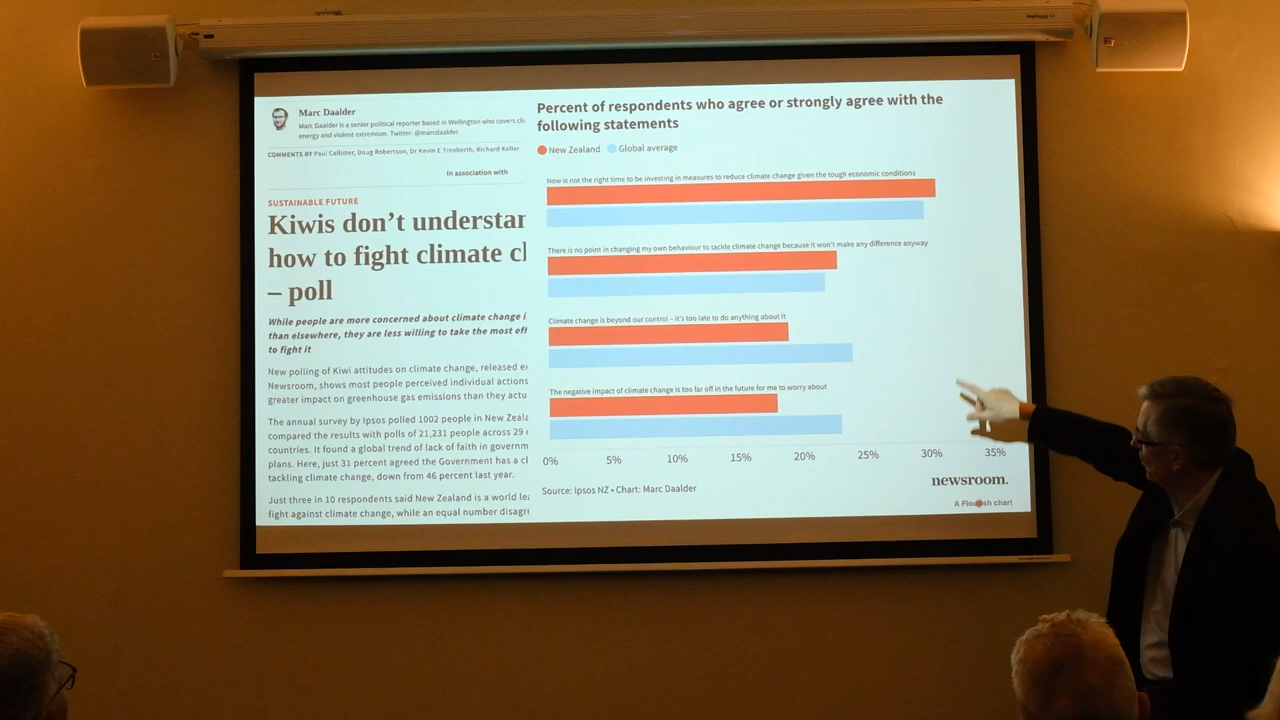 Marc Daalder
Marc Daalder is a senior political reporter based in Wellington who covers
energy and violent extremism. Twitter: @marcdaalder.
COMMENTS BY Paul Callister, Doug Robertson, Dr Kevin E Trenberth, Richard Keller
In association with
SUSTAINABLE FUTURE
Kiwis don't understan
how to fight climate cl
– poll
While people are more concerned about climate change
than elsewhere, they are less willing to take the most eff
to fight it
New polling of Kiwi attitudes on climate change, released
Newsroom, shows most people perceived individual actions
greater impact on greenhouse gas emissions than they actu
The annual survey by Ipsos polled 1002 people in New Zeala
compared the results with polls of 21,231 people across 29
countries. It found a global trend of lack of faith in governm
plans. Here, just 31 percent agreed the Government has a cl
tackling climate change, down from 46 percent last year.
Just three in 10 respondents said New Zealand is a world lea
fight against climate change, while an equal number disagre
Percent of respondents who agree or strongly agree with the
following statements
New Zealand Global average
Now is not the right time to be investing in measures to reduce climate change given the tough economic conditions
There is no point in changing my own behaviour to tackle climate change because it won't make any difference anyway
Climate change is beyond our control – it's too late to do anything about it
The negative impact of climate change is too far off in the future for me to worry about
0% 5% 10% 15% 20% 25% 30% 35%
Source: Ipsos NZ • Chart: Marc Daalder
newsroom.
A Flourish chart